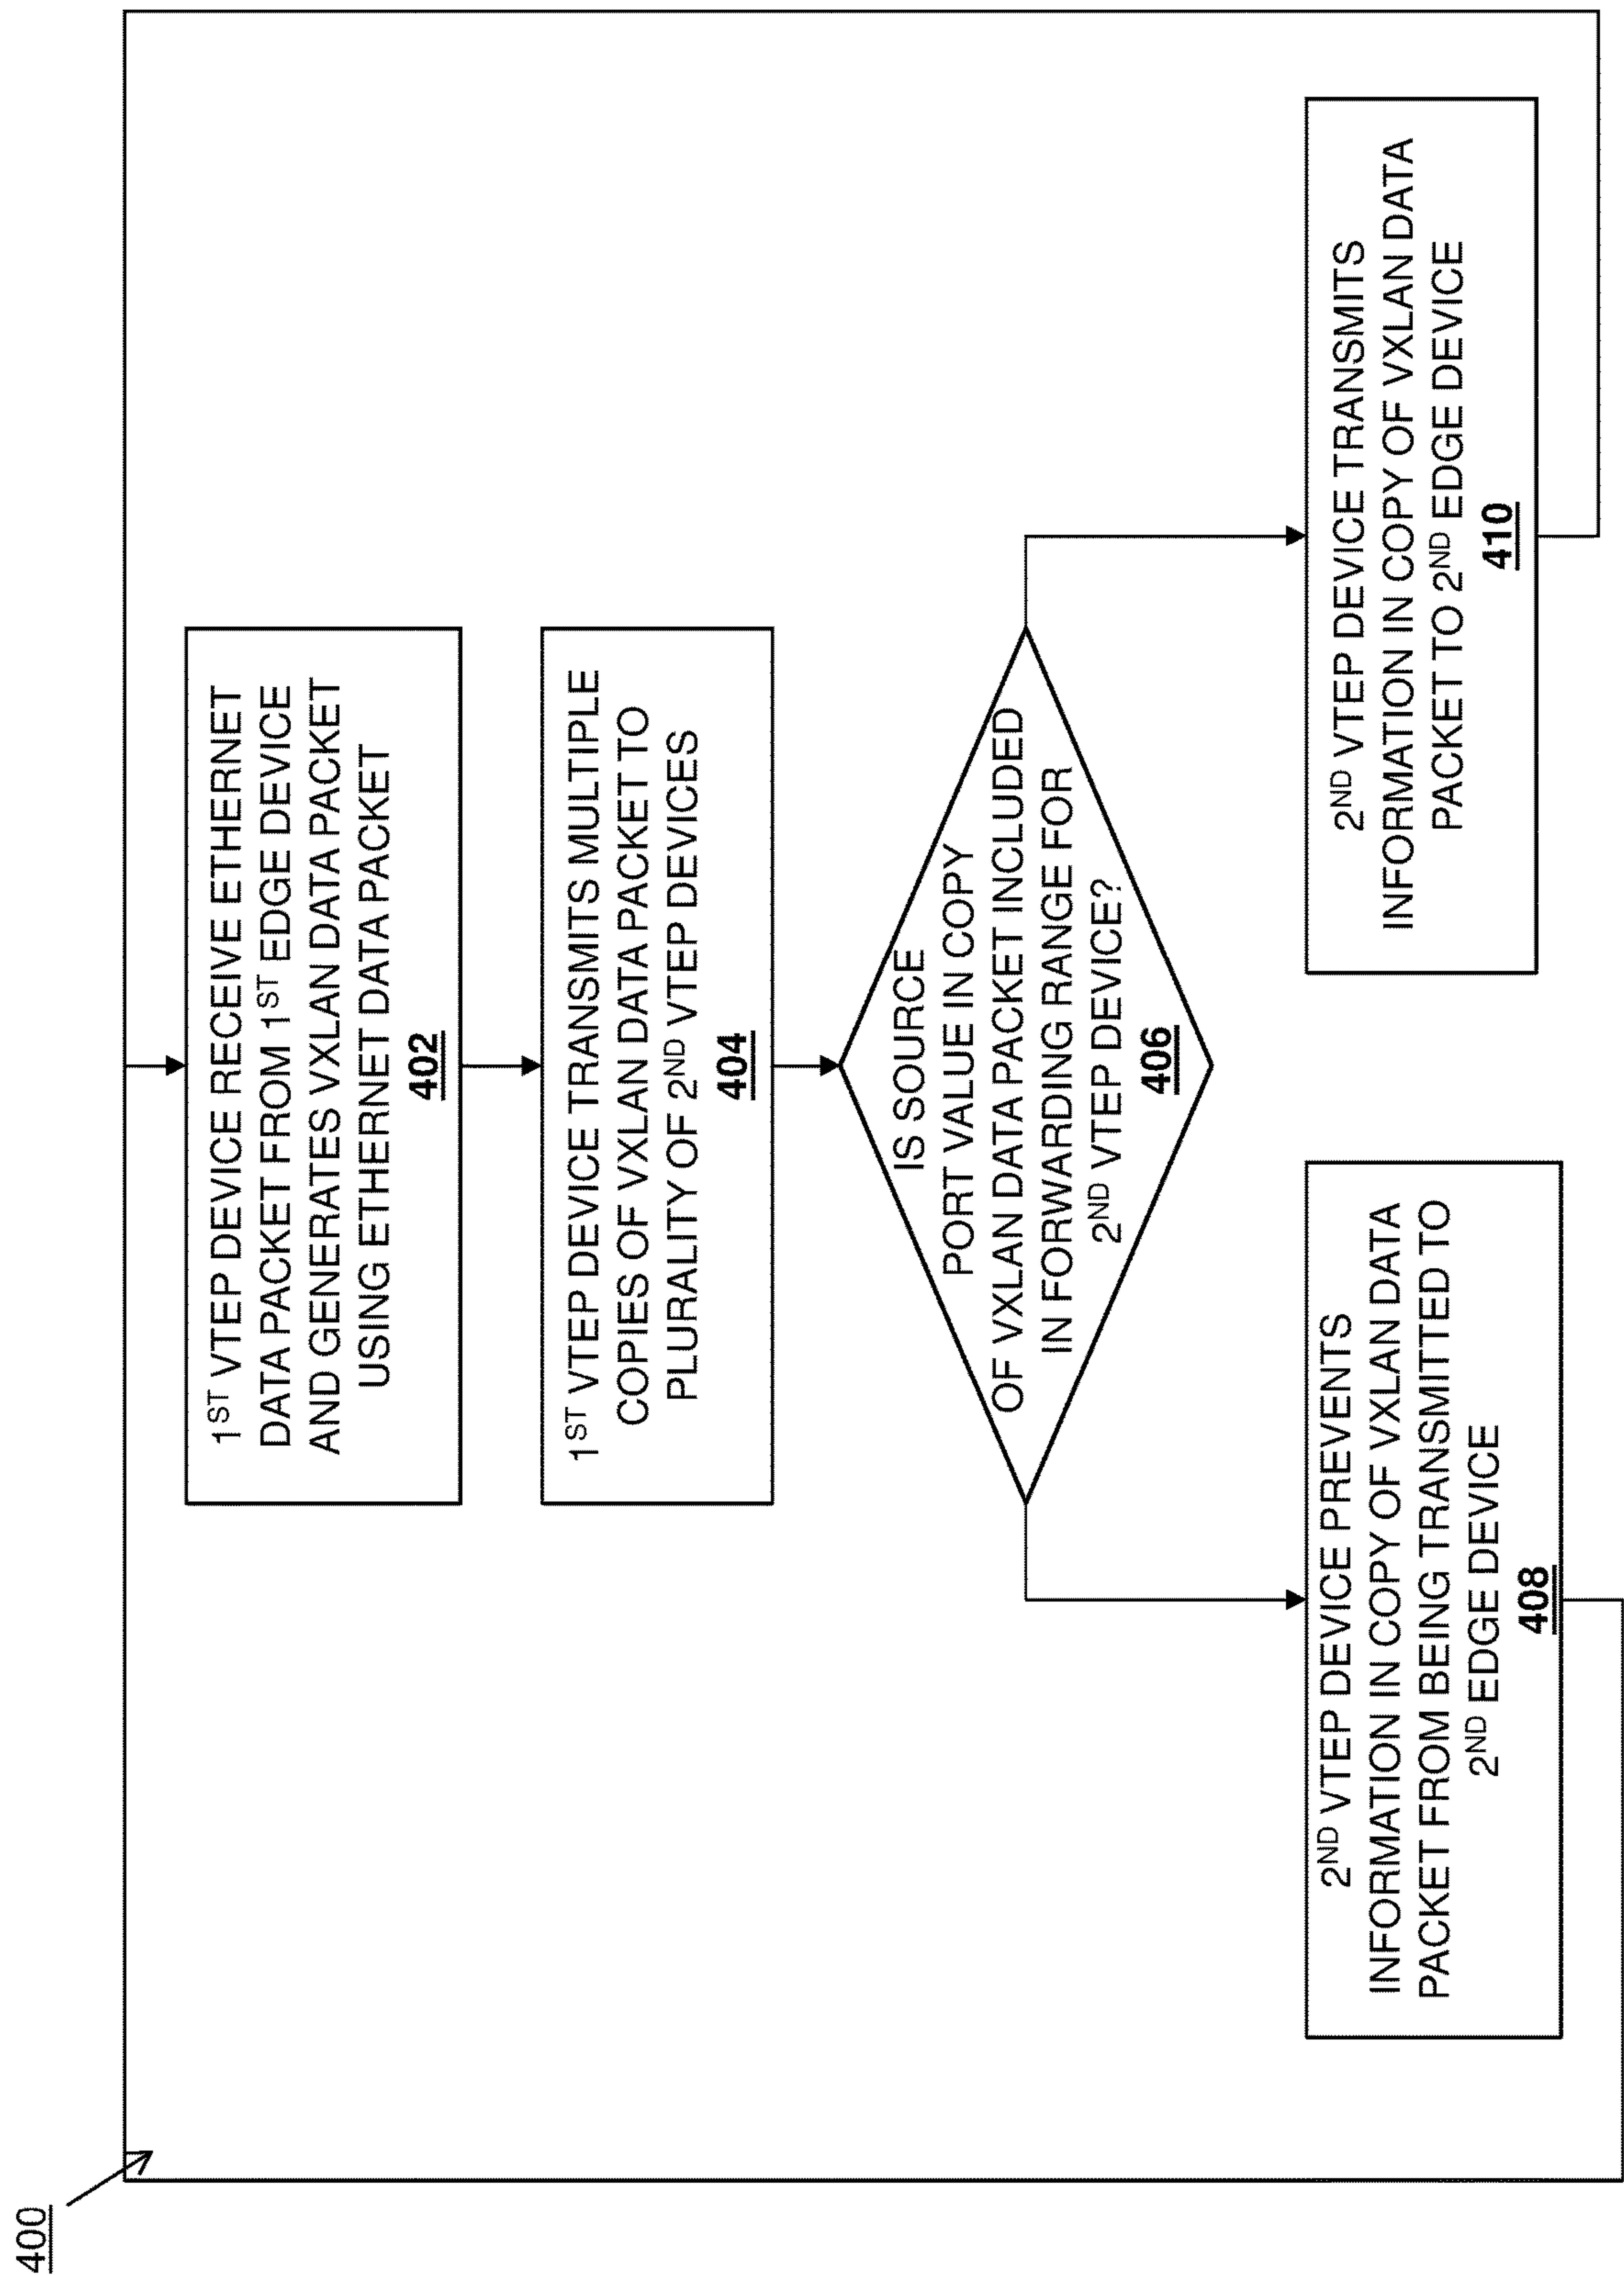 400
1ST VTEP DEVICE RECEIVE ETHERNET
DATA PACKET FROM 1ST EDGE DEVICE
AND GENERATES VXLAN DATA PACKET
USING ETHERNET DATA PACKET
402
1ST VTEP DEVICE TRANSMITS MULTIPLE
COPIES OF VXLAN DATA PACKET TO
PLURALITY OF 2ND VTEP DEVICES
404
IS SOURCE
PORT VALUE IN COPY
OF VXLAN DATA PACKET INCLUDED
IN FORWARDING RANGE FOR
2ND VTEP DEVICE?
406
2ND VTEP DEVICE PREVENTS
INFORMATION IN COPY OF VXLAN DATA
PACKET FROM BEING TRANSMITTED TO
2ND EDGE DEVICE
408
2ND VTEP DEVICE TRANSMITS
INFORMATION IN COPY OF VXLAN DATA
PACKET TO 2ND EDGE DEVICE
410